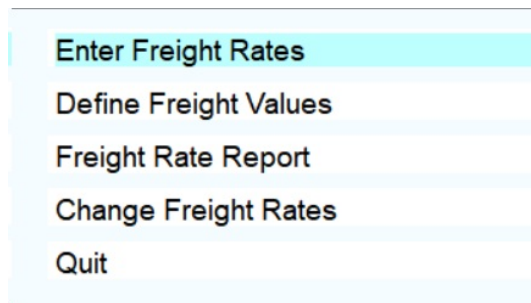 Enter Freight Rates
Define Freight Values
Freight Rate Report
Change Freight Rates
Quit